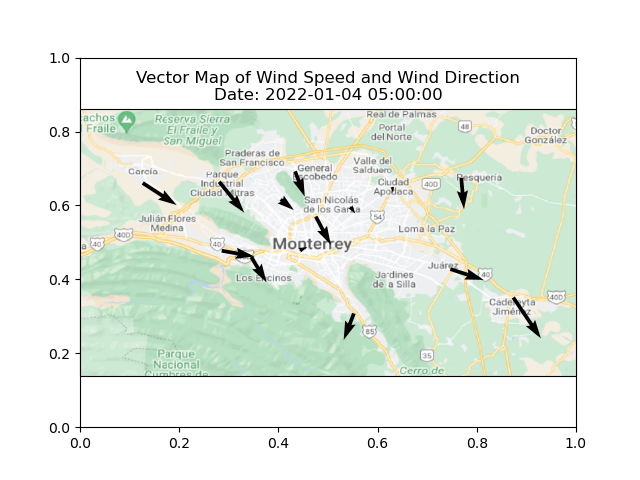 Vector Map of Wind Speed and Wind Direction
Date: 2022-01-04 05:00:00
1.0
0.8
0.6
0.4
0.2
0.0
0.0 0.2 0.4 0.6 0.8 1.0
achos
Fraile
Reserva Sierra
El Fraile y
San Miguel
Real de Palmas
Portal
del Norte
48
Doctor
González
Praderas de
San Francisco
García
Parque
Industrial
Ciudad Mitras
General
Escobedo
Valle del
Salduero
Ciudad
Apodaca
40D
Pesquería
San Nicolás
de los Garza
54
Julián Flores
Medina
Loma la Paz
a
40
40D
40
Monterrey
Los Encinos
Jardines
de la Silla
Juárez
40
Cadereyta
Jiménez
40D
85
35
Parque
Nacional
Cumbres de
Cerro de